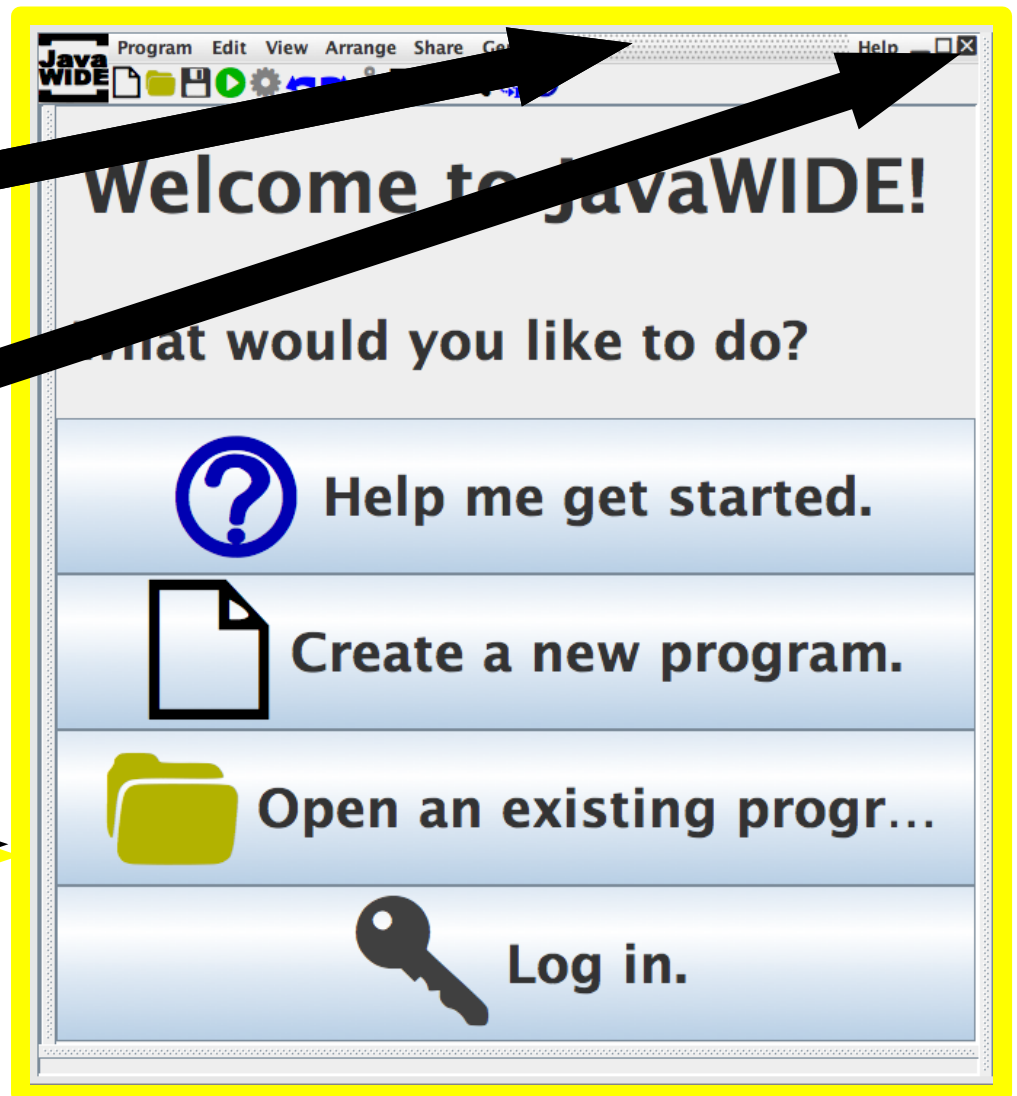 Java
WIDE
Program Edit View Arrange Share Help
Welcome to JavaWIDE!
What would you like to do?
Help me get started.
Create a new program.
Open an existing progr...
Log in.